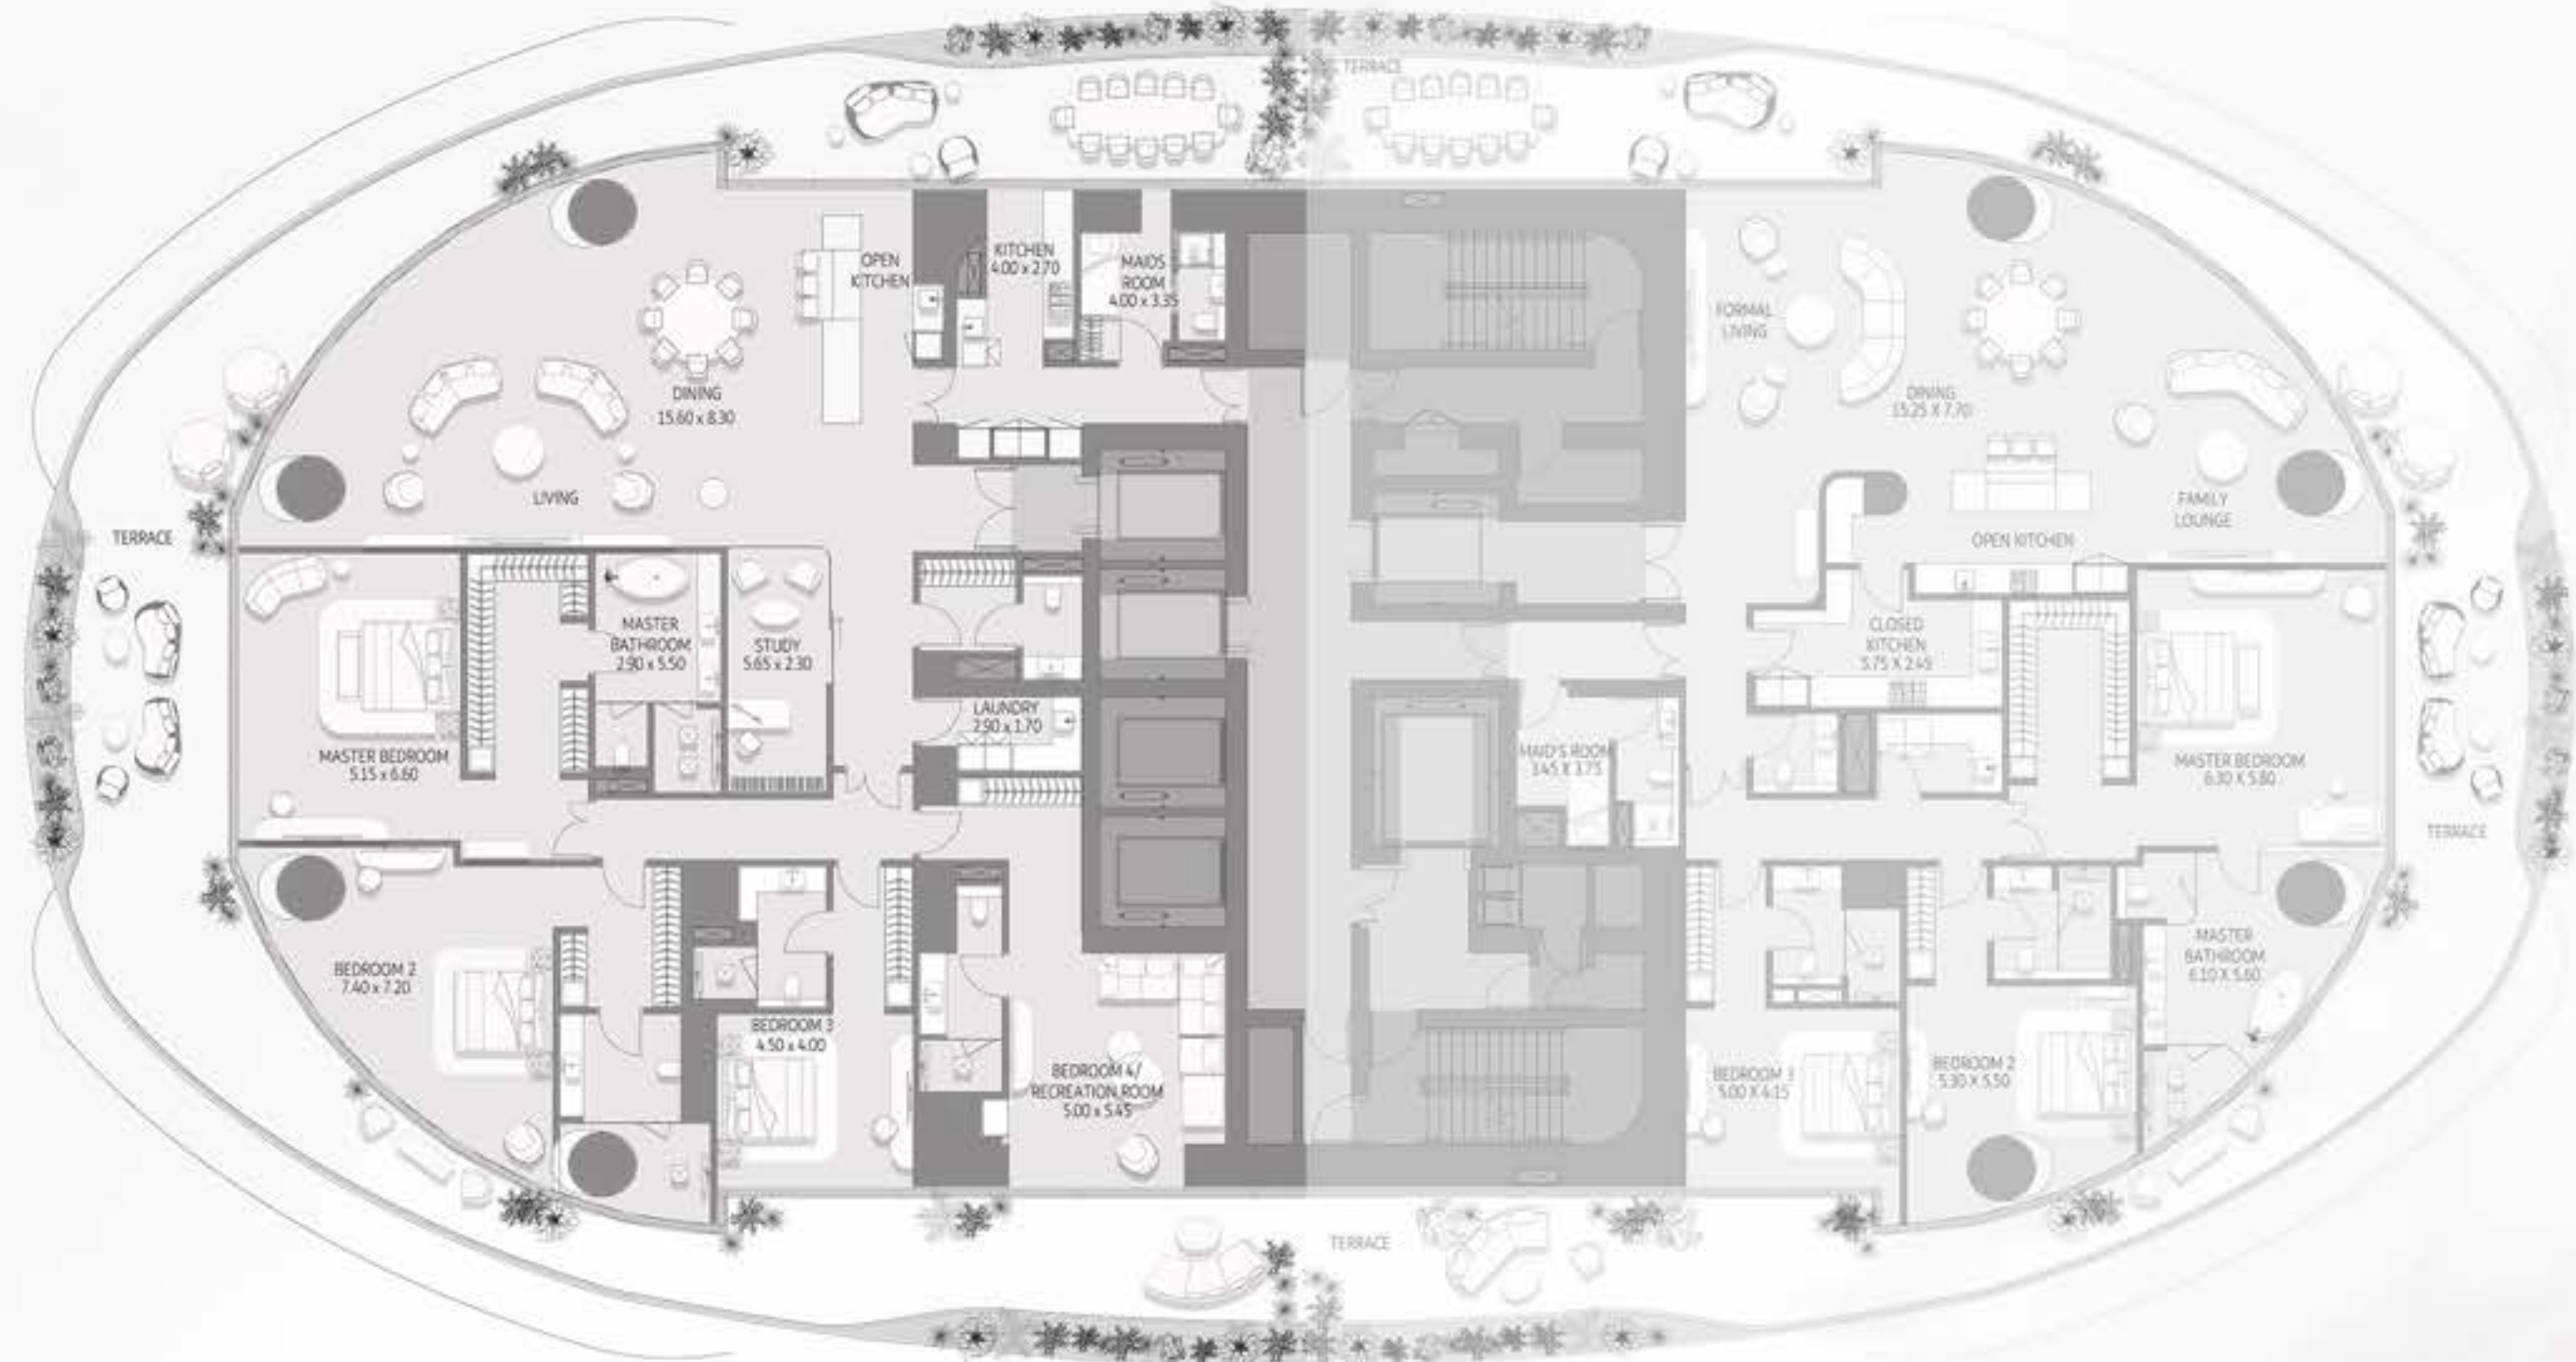 TERRACE
OPEN
KITCHEN
KITCHEN
4.00 x 2.70
MAIDS
ROOM
4.00 x 3.35
DINING
15.60 x 8.30
LIVING
TERRACE
MASTER
BATHROOM
2.90 x 5.50
STUDY
5.65 x 2.30
MASTER BEDROOM
5.15 x 6.60
LAUNDRY
2.90 x 1.70
BEDROOM 2
7.40 x 7.20
BEDROOM 3
4.50 x 4.00
BEDROOM 4/
RECREATION ROOM
5.00 x 5.45
FORMAL
LIVING
DINING
15.25 X 7.70
FAMILY
LOUNGE
OPEN KITCHEN
CLOSED
KITCHEN
5.75 X 2.45
MAID'S ROOM
3.45 X 3.75
MASTER BEDROOM
6.30 X 5.80
TERRACE
MASTER
BATHROOM
6.10 X 5.60
BEDROOM 3
5.00 X 4.15
BEDROOM 2
5.30 X 5.50
TERRACE